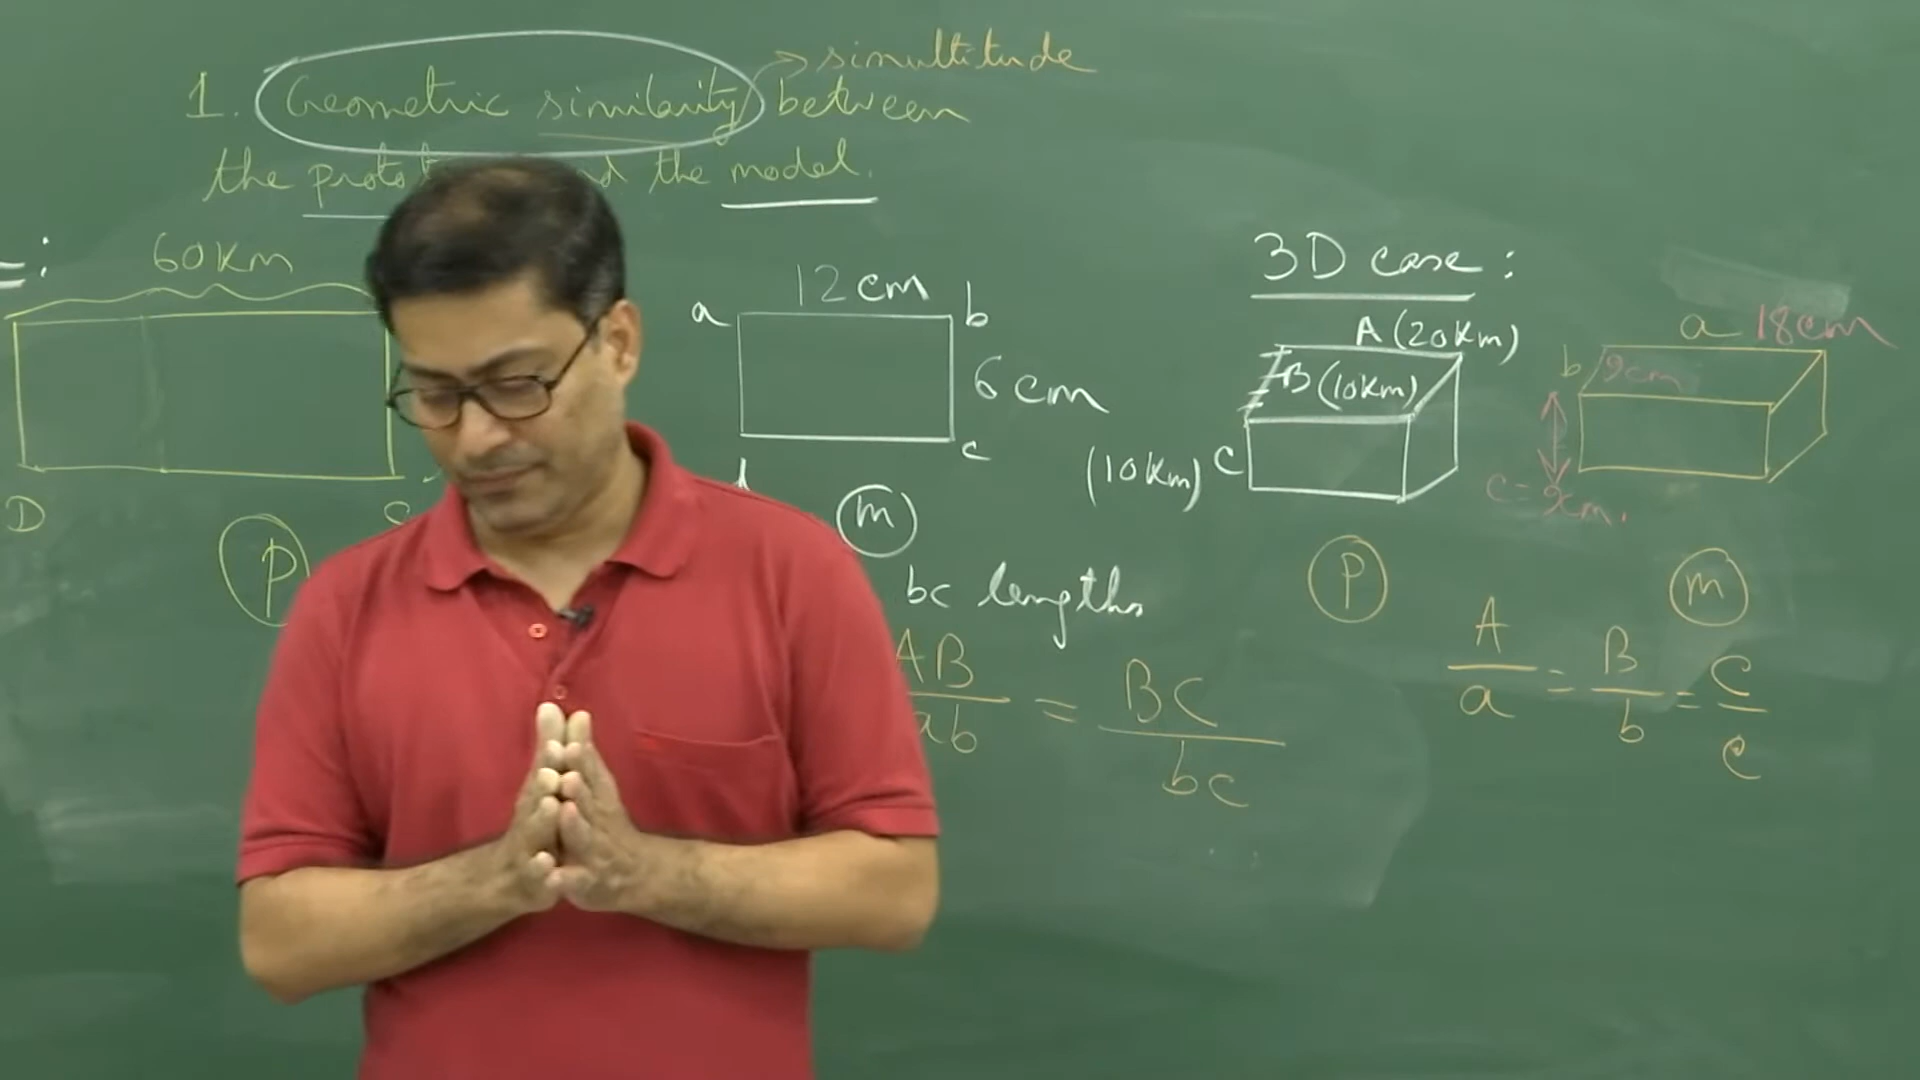 → simultitude
1. Geometric similarity between
the the model.
=:
60 Km
12 cm
a b
6 cm
c
D
P
m
bc lengths
AB/ab = BC/bc
3D case :
A (20 Km)
B (10 Km)
(10 Km) C
P
a 18 cm
b 9cm
c = 9cm.
m
A/a = B/b = C/c